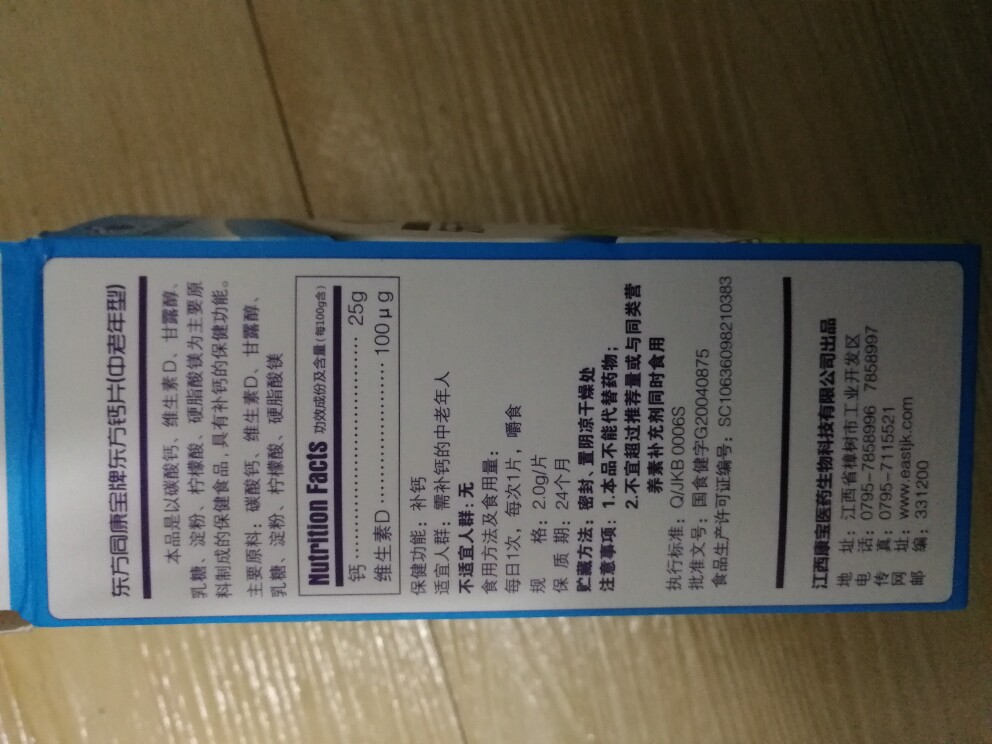 东方同康宝牌东方钙片(中老年型)
本品是以碳酸钙、维生素D、甘露醇、
乳糖、淀粉、柠檬酸、硬脂酸镁为主要原
料制成的保健食品,具有补钙的保健功能。
主要原料: 碳酸钙、维生素D、甘露醇、
乳糖、淀粉、柠檬酸、硬脂酸镁
Nutrition Facts 功效成份及含量(每100g含)
钙 25g
维生素D 100μg
保健功能: 补钙
适宜人群: 需补钙的中老年人
不适宜人群: 无
食用方法及食用量:
每日1次, 每次1片, 嚼食
规 格: 2.0g/片
保 质 期: 24个月
贮藏方法: 密封、置阴凉干燥处
注意事项: 1.本品不能代替药物;
2.不宜超过推荐量或与同类营
养素补充剂同时食用
执行标准: Q/JKB 0006S
批准文号: 国食健字G20040875
食品生产许可证编号: SC10636098210383
江西康宝医药生物科技有限公司出品
地 址: 江西省樟树市工业开发区
电 话: 0795-7858996 7858997
传 真: 0795-7115521
网 址: www.eastjk.com
邮 编: 331200